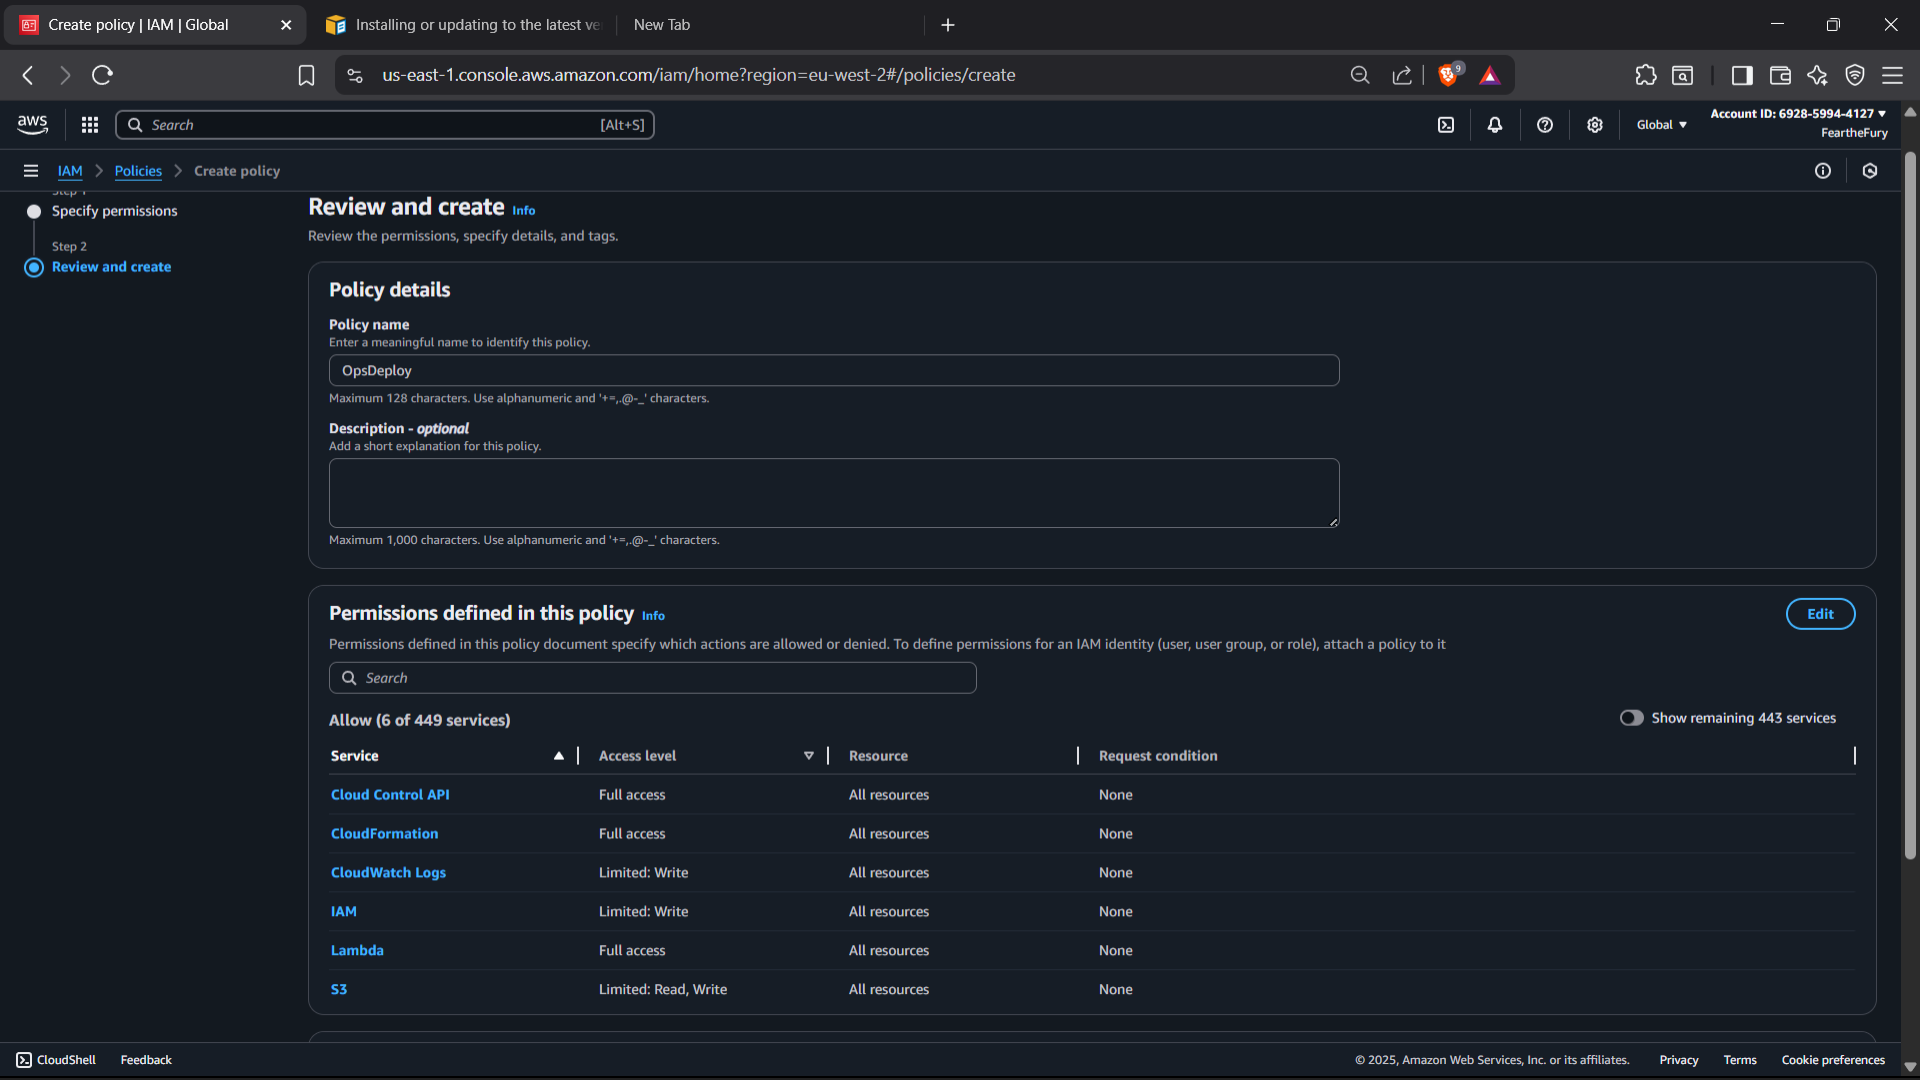 Create policy | IAM | Global
Installing or updating to the latest ve
New Tab
us-east-1.console.aws.amazon.com/iam/home?region=eu-west-2#/policies/create
9
aws
Search
[Alt+S]
Global
Account ID: 6928-5994-4127
FeartheFury
IAM
Policies
Create policy
Step 1
Specify permissions
Step 2
Review and create
Review and create Info
Review the permissions, specify details, and tags.
Policy details
Policy name
Enter a meaningful name to identify this policy.
OpsDeploy
Maximum 128 characters. Use alphanumeric and '+=,.@-_' characters.
Description - optional
Add a short explanation for this policy.
Maximum 1,000 characters. Use alphanumeric and '+=,.@-_' characters.
Permissions defined in this policy Info
Edit
Permissions defined in this policy document specify which actions are allowed or denied. To define permissions for an IAM identity (user, user group, or role), attach a policy to it
Search
Allow (6 of 449 services)
Show remaining 443 services
Service Access level Resource Request condition
Cloud Control API Full access All resources None
CloudFormation Full access All resources None
CloudWatch Logs Limited: Write All resources None
IAM Limited: Write All resources None
Lambda Full access All resources None
S3 Limited: Read, Write All resources None
CloudShell Feedback © 2025, Amazon Web Services, Inc. or its affiliates. Privacy Terms Cookie preferences